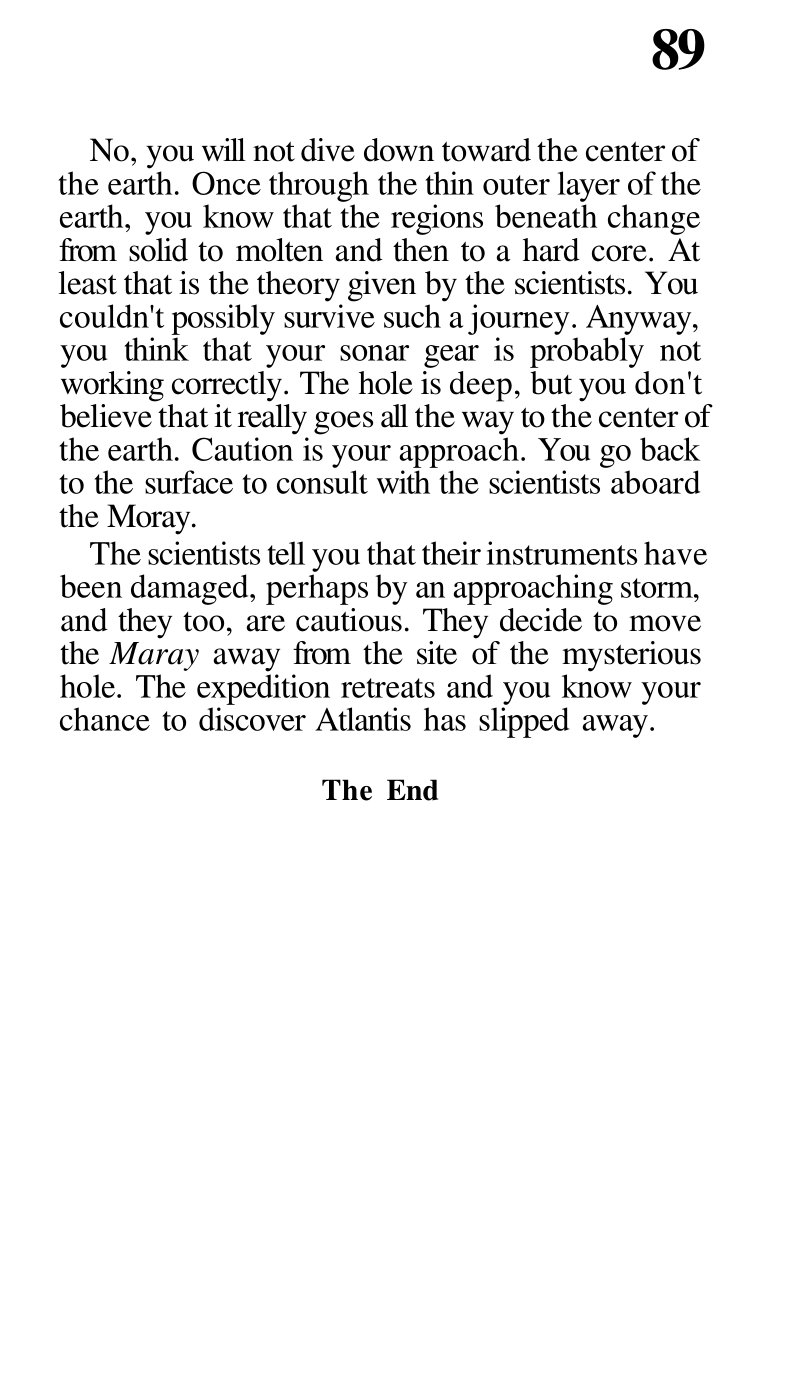 89
No, you will not dive down toward the center of
the earth. Once through the thin outer layer of the
earth, you know that the regions beneath change
from solid to molten and then to a hard core. At
least that is the theory given by the scientists. You
couldn't possibly survive such a journey. Anyway,
you think that your sonar gear is probably not
working correctly. The hole is deep, but you don't
believe that it really goes all the way to the center of
the earth. Caution is your approach. You go back
to the surface to consult with the scientists aboard
the Moray.
The scientists tell you that their instruments have
been damaged, perhaps by an approaching storm,
and they too, are cautious. They decide to move
the Maray away from the site of the mysterious
hole. The expedition retreats and you know your
chance to discover Atlantis has slipped away.
The End